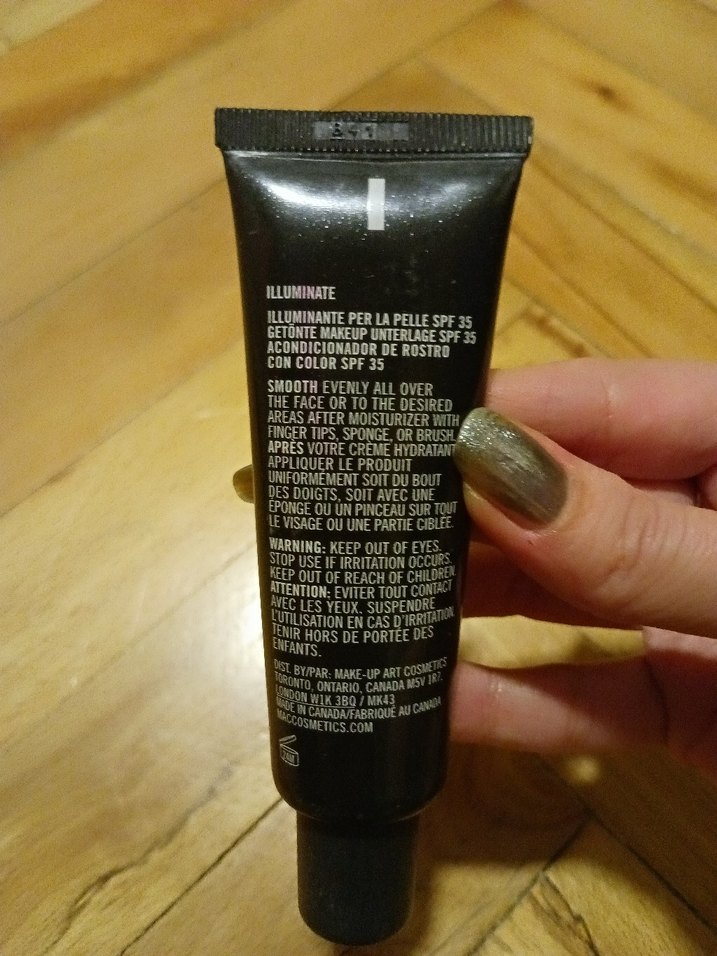 B41
ILLUMINATE
ILLUMINANTE PER LA PELLE SPF 35
GETÖNTE MAKEUP UNTERLAGE SPF 35
ACONDICIONADOR DE ROSTRO
CON COLOR SPF 35
SMOOTH EVENLY ALL OVER
THE FACE OR TO THE DESIRED
AREAS AFTER MOISTURIZER WITH
FINGER TIPS, SPONGE, OR BRUSH.
APRÈS VOTRE CRÈME HYDRATANT
APPLIQUER LE PRODUIT
UNIFORMÉMENT SOIT DU BOUT
DES DOIGTS, SOIT AVEC UNE
ÉPONGE OU UN PINCEAU SUR TOUT
LE VISAGE OU UNE PARTIE CIBLÉE.
WARNING: KEEP OUT OF EYES.
STOP USE IF IRRITATION OCCURS.
KEEP OUT OF REACH OF CHILDREN.
ATTENTION: ÉVITER TOUT CONTACT
AVEC LES YEUX. SUSPENDRE
L'UTILISATION EN CAS D'IRRITATION.
TENIR HORS DE PORTÉE DES
ENFANTS.
DIST. BY/PAR: MAKE-UP ART COSMETICS
TORONTO, ONTARIO, CANADA M5V 1R7,
LONDON W1K 3BQ / MK43
MADE IN CANADA/FABRIQUÉ AU CANADA
MACCOSMETICS.COM
24M